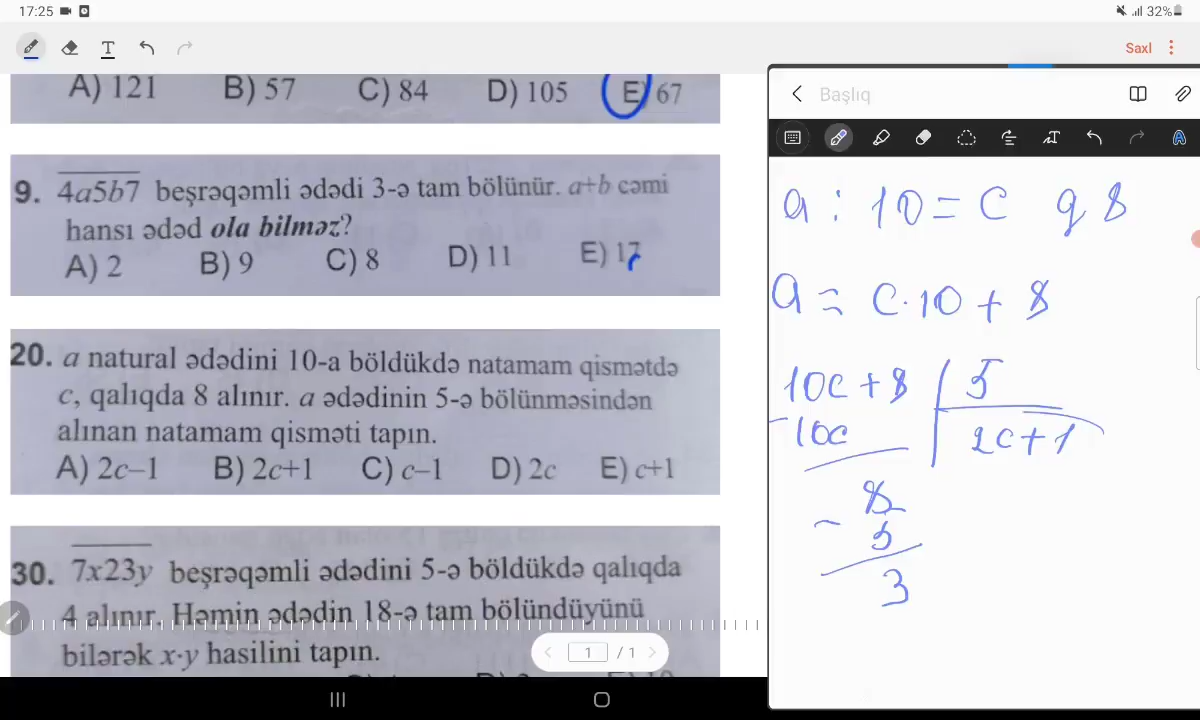 17:25
32%
Saxl
A) 121 B) 57 C) 84 D) 105 E) 67
9. 4a5b7 beşrəqəmli ədədi 3-ə tam bölünür. a+b cəmi
hansı ədəd ola bilməz?
A) 2 B) 9 C) 8 D) 11 E) 17
20. a natural ədədini 10-a böldükdə natamam qismətdə
c, qalıqda 8 alınır. a ədədinin 5-ə bölünməsindən
alınan natamam qisməti tapın.
A) 2c–1 B) 2c+1 C) c–1 D) 2c E) c+1
30. 7x23y beşrəqəmli ədədini 5-ə böldükdə qalıqda
4 alınır. Həmin ədədin 18-ə tam bölündüyünü
bilərək x·y hasilini tapın.
1 / 1
Başlıq
a : 10 = c q 8
a = c·10 + 8
10c + 8 | 5
- 10c | 2c+1
8
- 5
3